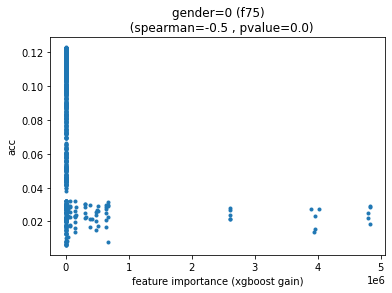 gender=0 (f75)
(spearman=-0.5 , pvalue=0.0)
acc
0.12
0.10
0.08
0.06
0.04
0.02
0 1 2 3 4 5
1e6
feature importance (xgboost gain)